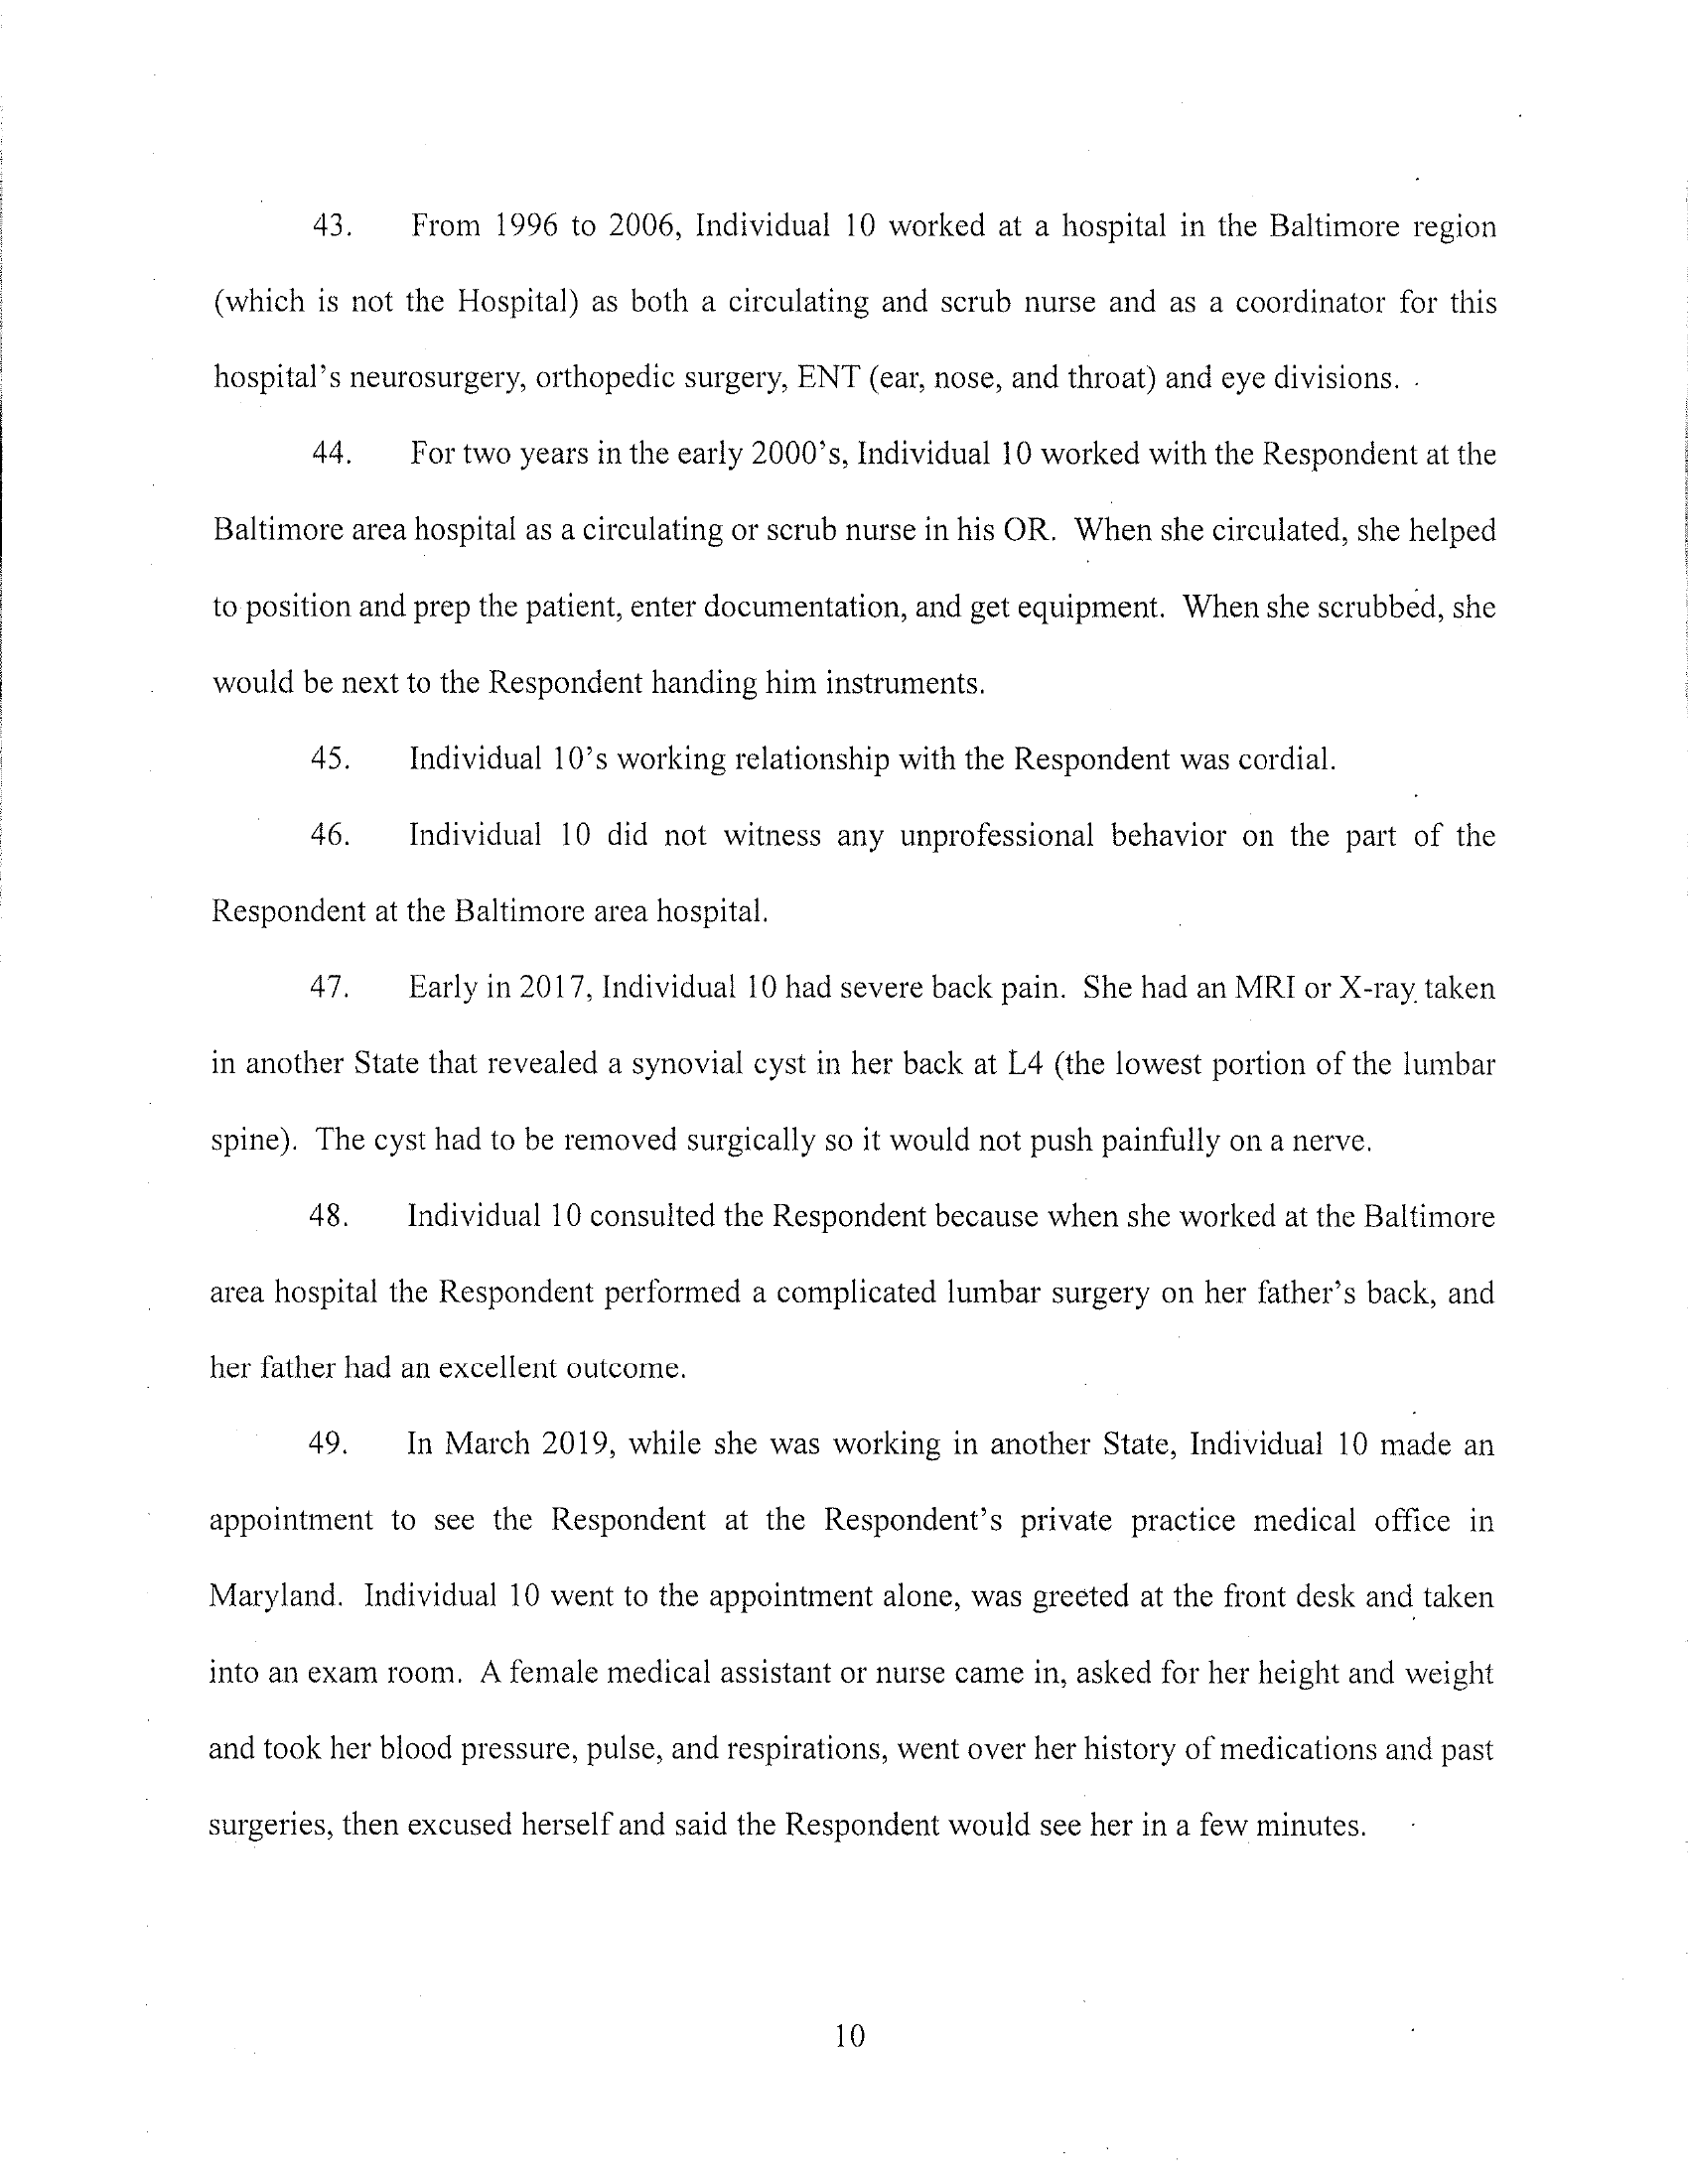 43. From 1996 to 2006, Individual 10 worked at a hospital in the Baltimore region
(which is not the Hospital) as both a circulating and scrub nurse and as a coordinator for this
hospital's neurosurgery, orthopedic surgery, ENT (ear, nose, and throat) and eye divisions.
44. For two years in the early 2000's, Individual 10 worked with the Respondent at the
Baltimore area hospital as a circulating or scrub nurse in his OR. When she circulated, she helped
to position and prep the patient, enter documentation, and get equipment. When she scrubbed, she
would be next to the Respondent handing him instruments.
45. Individual 10's working relationship with the Respondent was cordial.
46. Individual 10 did not witness any unprofessional behavior on the part of the
Respondent at the Baltimore area hospital.
47. Early in 2017, Individual 10 had severe back pain. She had an MRI or X-ray taken
in another State that revealed a synovial cyst in her back at L4 (the lowest portion of the lumbar
spine). The cyst had to be removed surgically so it would not push painfully on a nerve.
48. Individual 10 consulted the Respondent because when she worked at the Baltimore
area hospital the Respondent performed a complicated lumbar surgery on her father's back, and
her father had an excellent outcome.
49. In March 2019, while she was working in another State, Individual 10 made an
appointment to see the Respondent at the Respondent's private practice medical office in
Maryland. Individual 10 went to the appointment alone, was greeted at the front desk and taken
into an exam room. A female medical assistant or nurse came in, asked for her height and weight
and took her blood pressure, pulse, and respirations, went over her history of medications and past
surgeries, then excused herself and said the Respondent would see her in a few minutes.
10